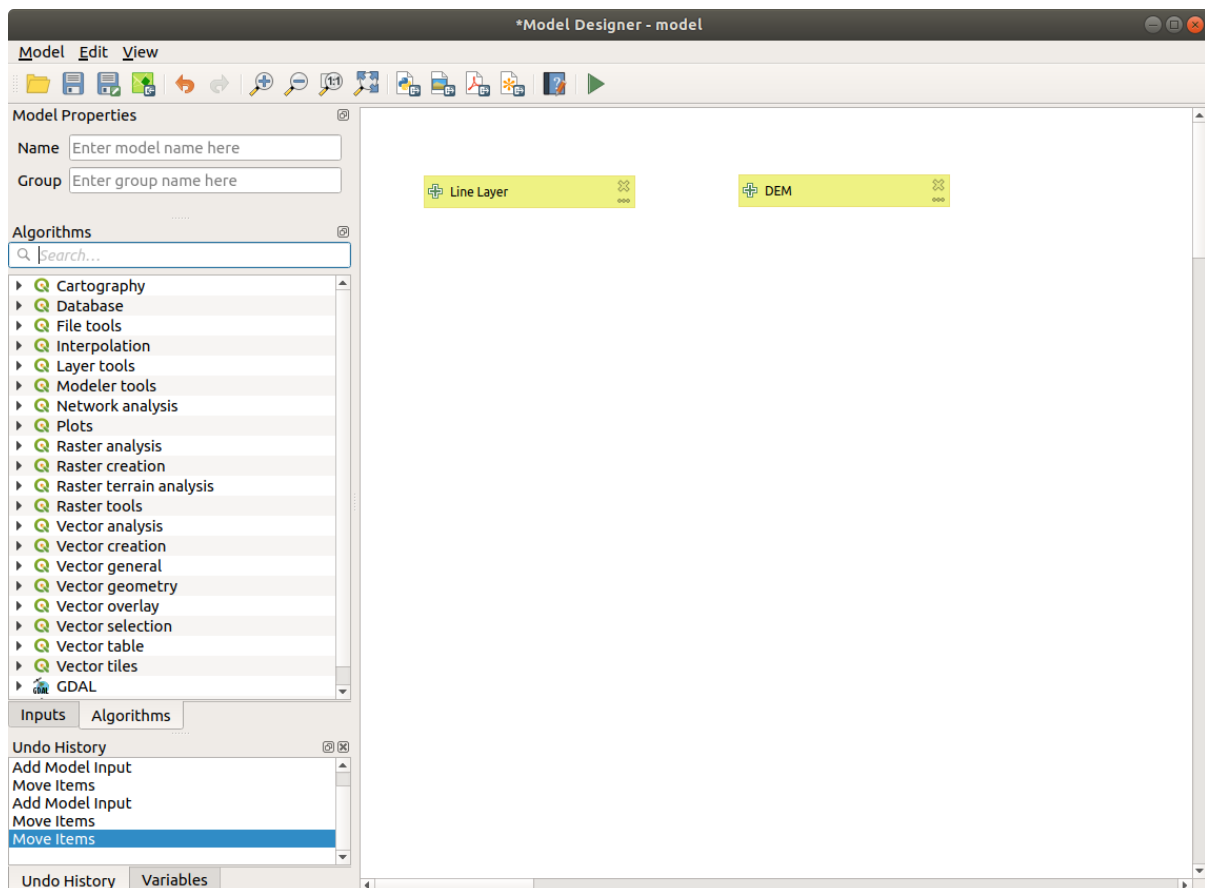 *Model Designer - model
Model Edit View
Model Properties
Name Enter model name here
Group Enter group name here
Algorithms
Search...
Cartography
Database
File tools
Interpolation
Layer tools
Modeler tools
Network analysis
Plots
Raster analysis
Raster creation
Raster terrain analysis
Raster tools
Vector analysis
Vector creation
Vector general
Vector geometry
Vector overlay
Vector selection
Vector table
Vector tiles
GDAL
Inputs Algorithms
Undo History
Add Model Input
Move Items
Add Model Input
Move Items
Move Items
Undo History Variables
Line Layer
DEM